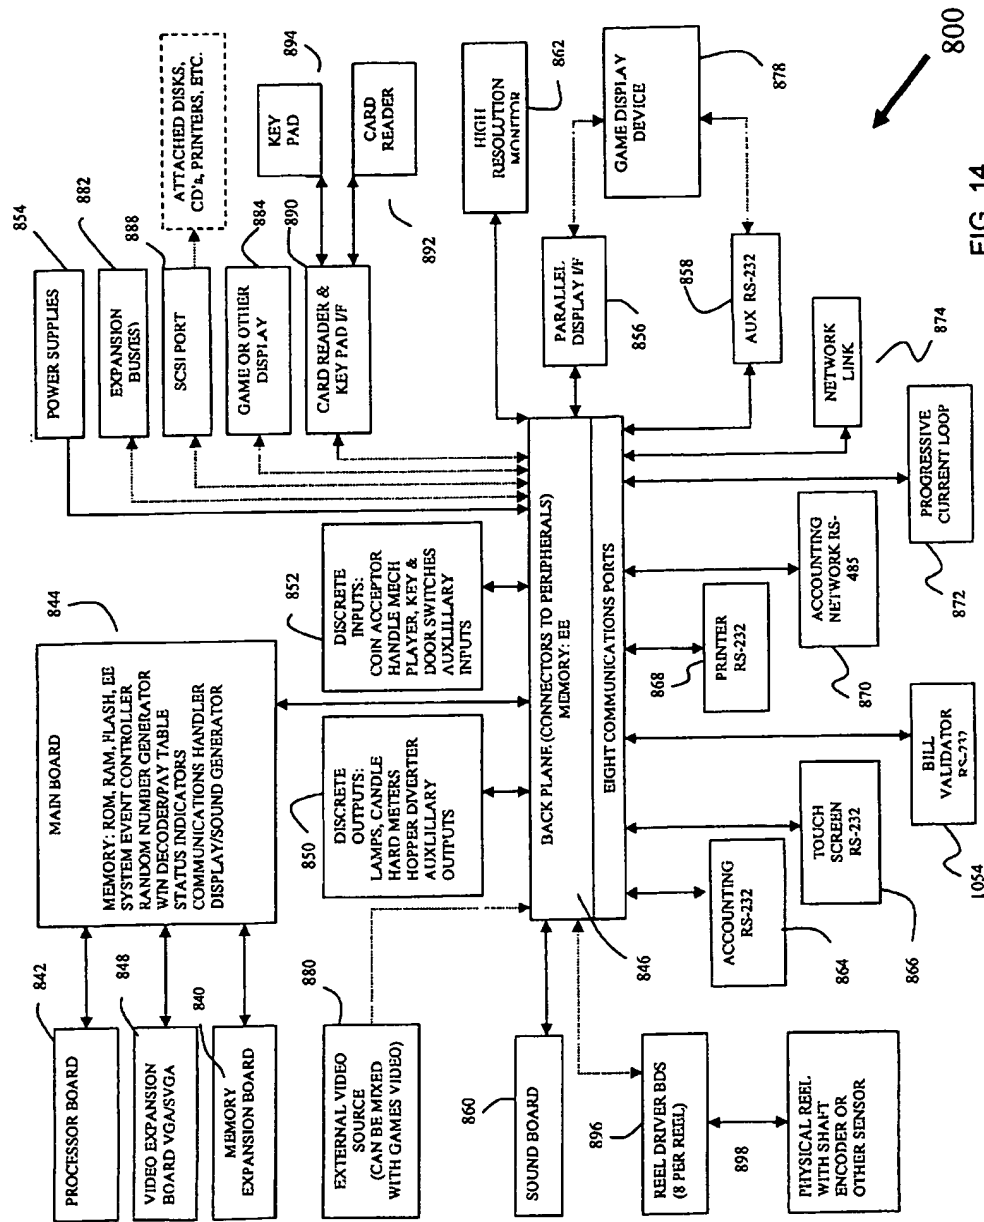 PROCESSOR BOARD
842
VIDEO EXPANSION
BOARD VGA/SVGA
848
840
MEMORY
EXPANSION BOARD
MAIN BOARD
MEMORY: ROM, RAM, FLASH, EE
SYSTEM EVENT CONTROLLER
RANDOM NUMBER GENERATOR
WIN DECODER/PAY TABLE
STATUS INDICATORS
COMMUNICATIONS HANDLER
DISPLAY/SOUND GENERATOR
844
POWER SUPPLIES
854
EXPANSION
BUS(ES)
882
SCSI PORT
888
ATTACHED DISKS,
CD's, PRINTERS, ETC.
GAME OR OTHER
DISPLAY
884
CARD READER &
KEY PAD I/F
890
KEY
PAD
894
CARD
READER
892
EXTERNAL VIDEO
SOURCE
(CAN BE MIXED
WITH GAMES VIDEO)
880
850
DISCRETE
OUTPUTS:
LAMPS, CANDLE
HARD METERS
HOPPER DIVERTER
AUXLILLARY
OUTPUTS
852
DISCRETE
INPUTS:
COIN ACCEPTOR
HANDLE MECH
PLAYER, KEY &
DOOR SWITCHES
AUXLILLARY
INPUTS
SOUND BOARD
860
BACK PLANE (CONNECTORS TO PERIPHERALS)
MEMORY: EE
EIGHT COMMUNICATIONS PORTS
846
HIGH
RESOLUTION
MONITOR
862
PARALLEL
DISPLAY I/F
856
GAME DISPLAY
DEVICE
878
858
AUX RS-232
REEL DRIVER BDS
(8 PER REEL)
896
898
PHYSICAL REEL
WITH SHAFT
ENCODER OR
OTHER SENSOR
ACCOUNTING
RS-232
864
TOUCH
SCREEN
RS-232
866
BILL
VALIDATOR
RS-232
1054
868
PRINTER
RS-232
ACCOUNTING
NETWORK RS-
485
870
872
PROGRESSIVE
CURRENT LOOP
NETWORK
LINK
874
FIG. 14
800